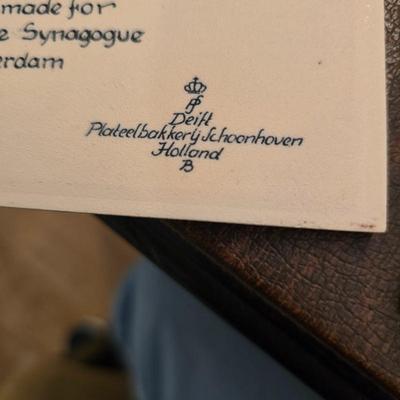 made for
e Synagogue
erdam
Delft
Plateelbakkerij Schoonhoven
Holland
B